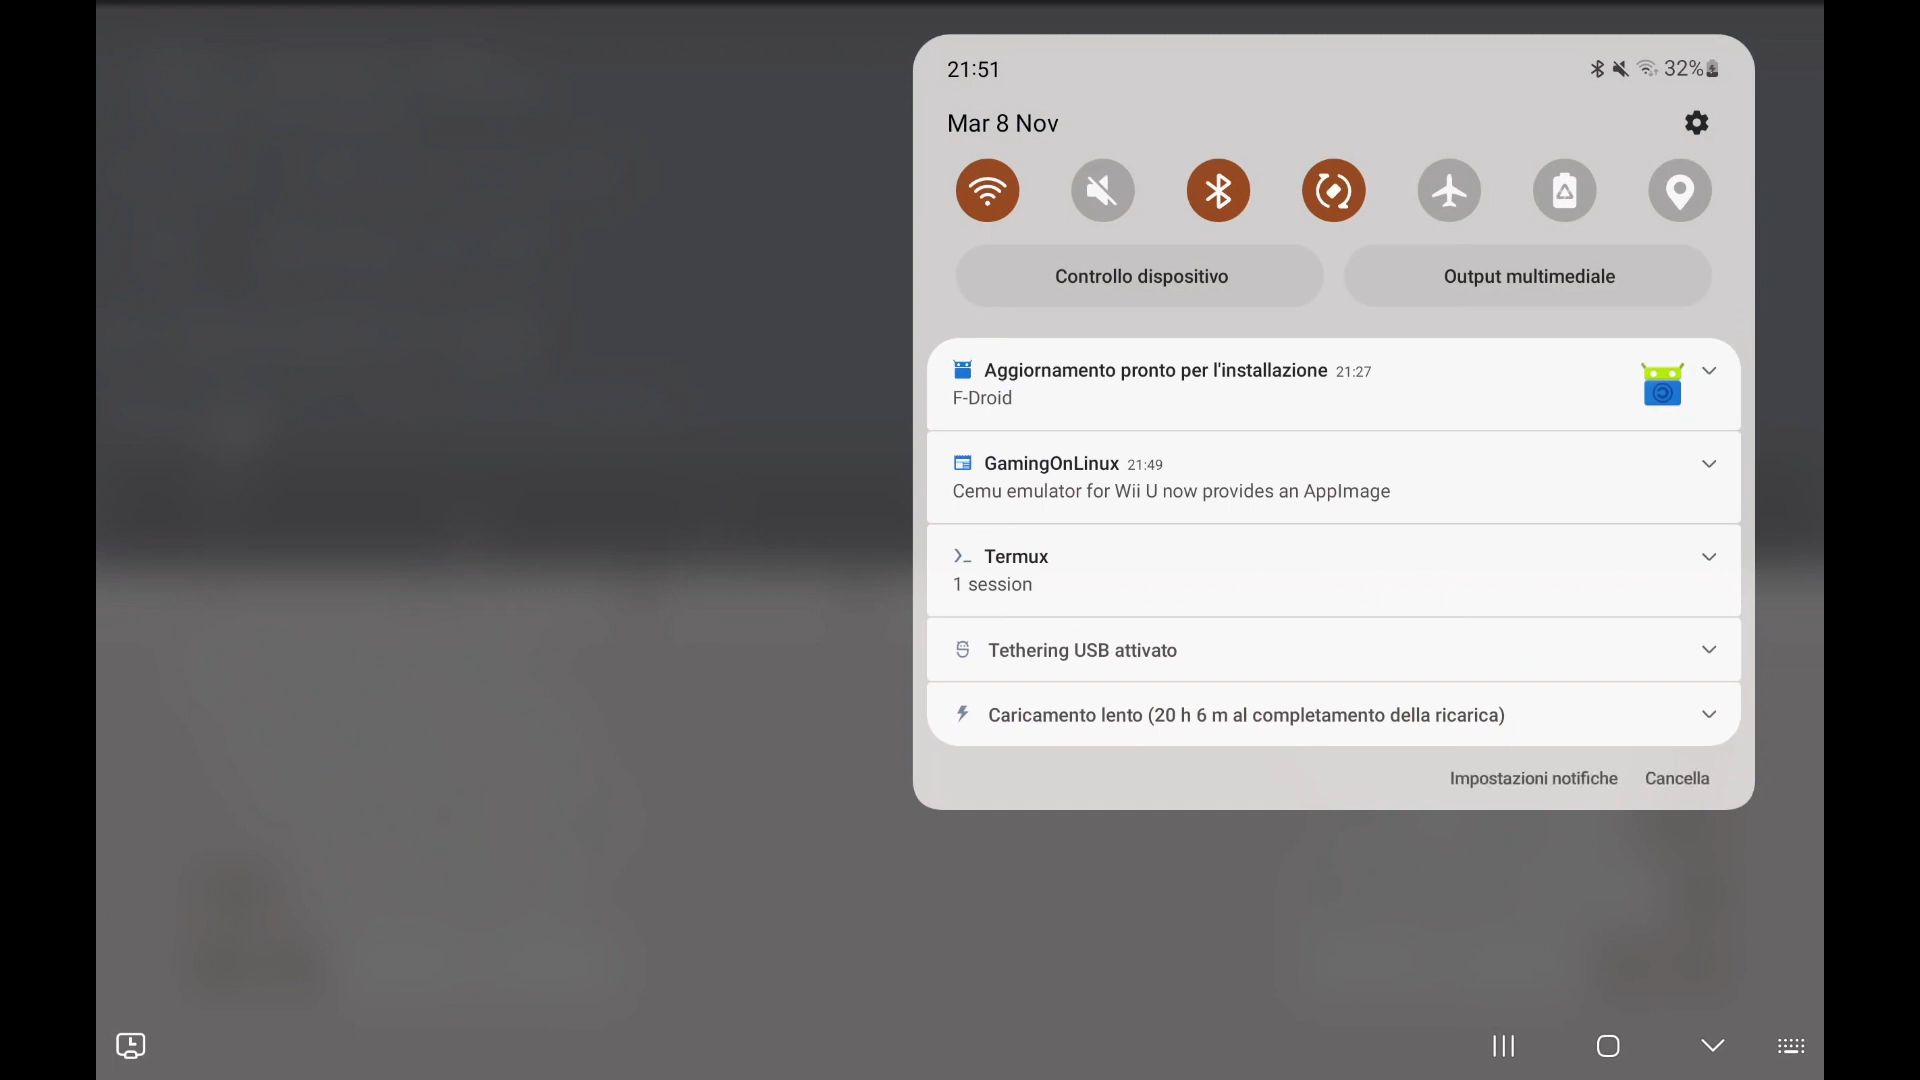 21:51
32%
Mar 8 Nov
Controllo dispositivo
Output multimediale
Aggiornamento pronto per l'installazione 21:27
F-Droid
GamingOnLinux 21:49
Cemu emulator for Wii U now provides an AppImage
Termux
1 session
Tethering USB attivato
Caricamento lento (20 h 6 m al completamento della ricarica)
Impostazioni notifiche
Cancella